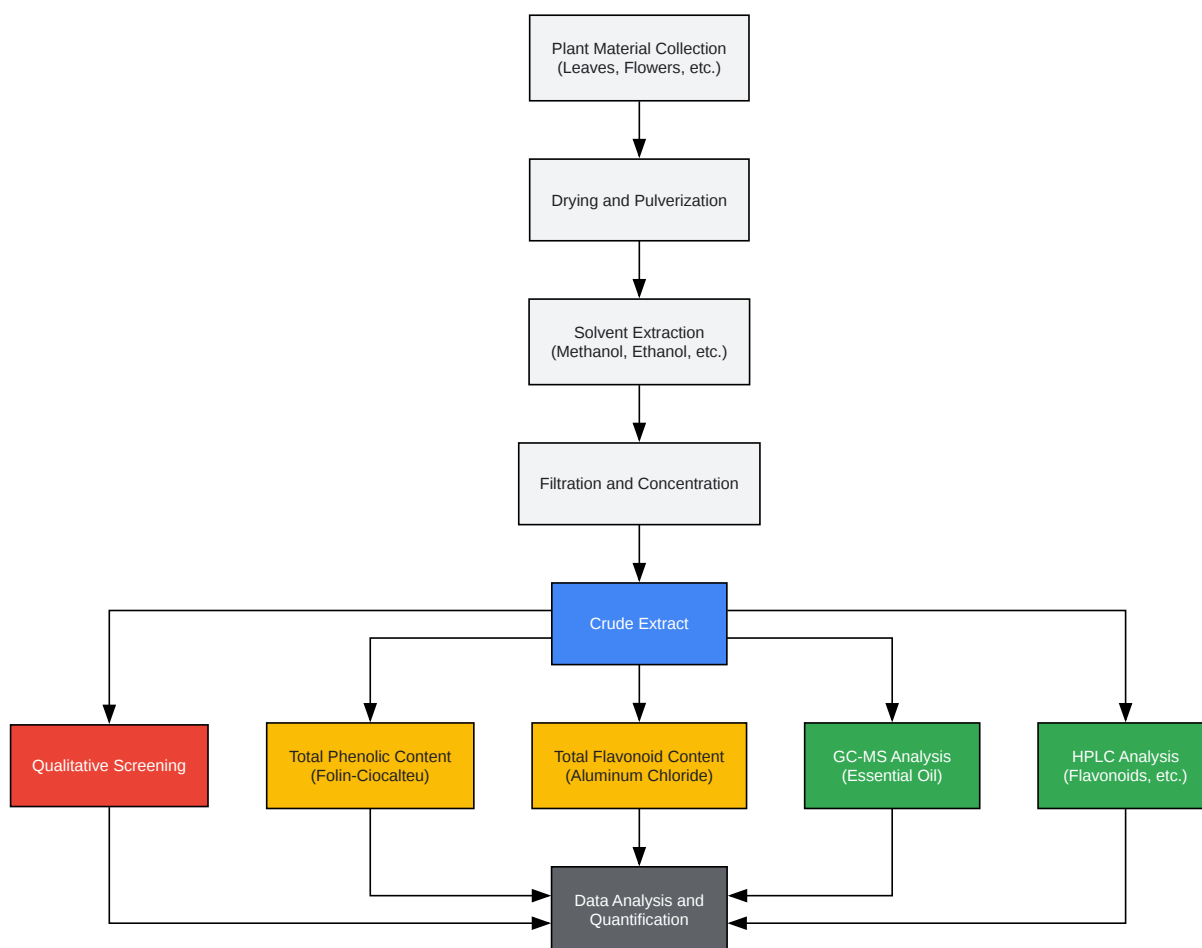 Plant Material Collection
(Leaves, Flowers, etc.)
Drying and Pulverization
Solvent Extraction
(Methanol, Ethanol, etc.)
Filtration and Concentration
Crude Extract
Qualitative Screening
Total Phenolic Content
(Folin-Ciocalteu)
Total Flavonoid Content
(Aluminum Chloride)
GC-MS Analysis
(Essential Oil)
HPLC Analysis
(Flavonoids, etc.)
Data Analysis and
Quantification